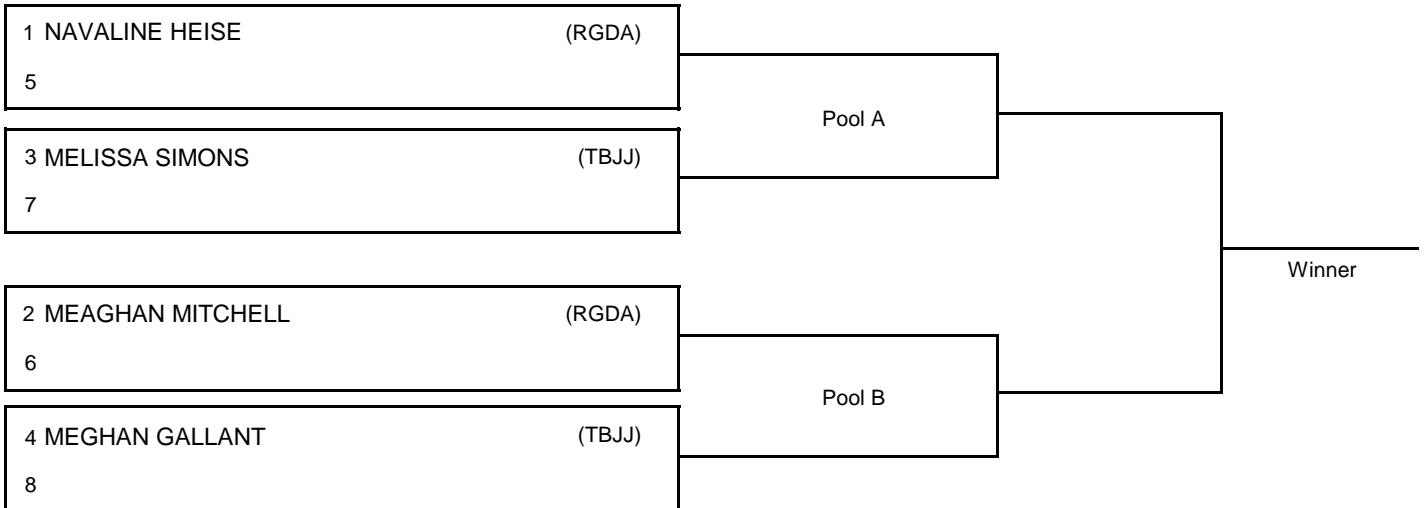 1 NAVALINE HEISE (RGDA)
5
Pool A
3 MELISSA SIMONS (TBJJ)
7
Winner
2 MEAGHAN MITCHELL (RGDA)
6
Pool B
4 MEGHAN GALLANT (TBJJ)
8